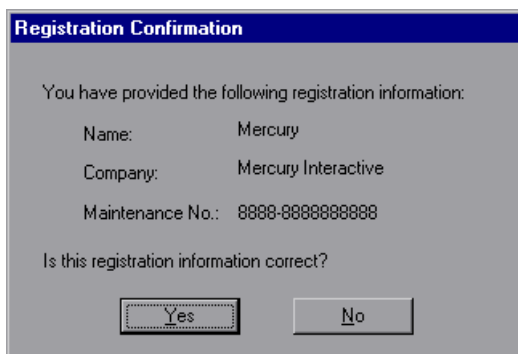 Registration Confirmation
You have provided the following registration information:
Name: Mercury
Company: Mercury Interactive
Maintenance No.: 8888-8888888888
Is this registration information correct?
Yes No